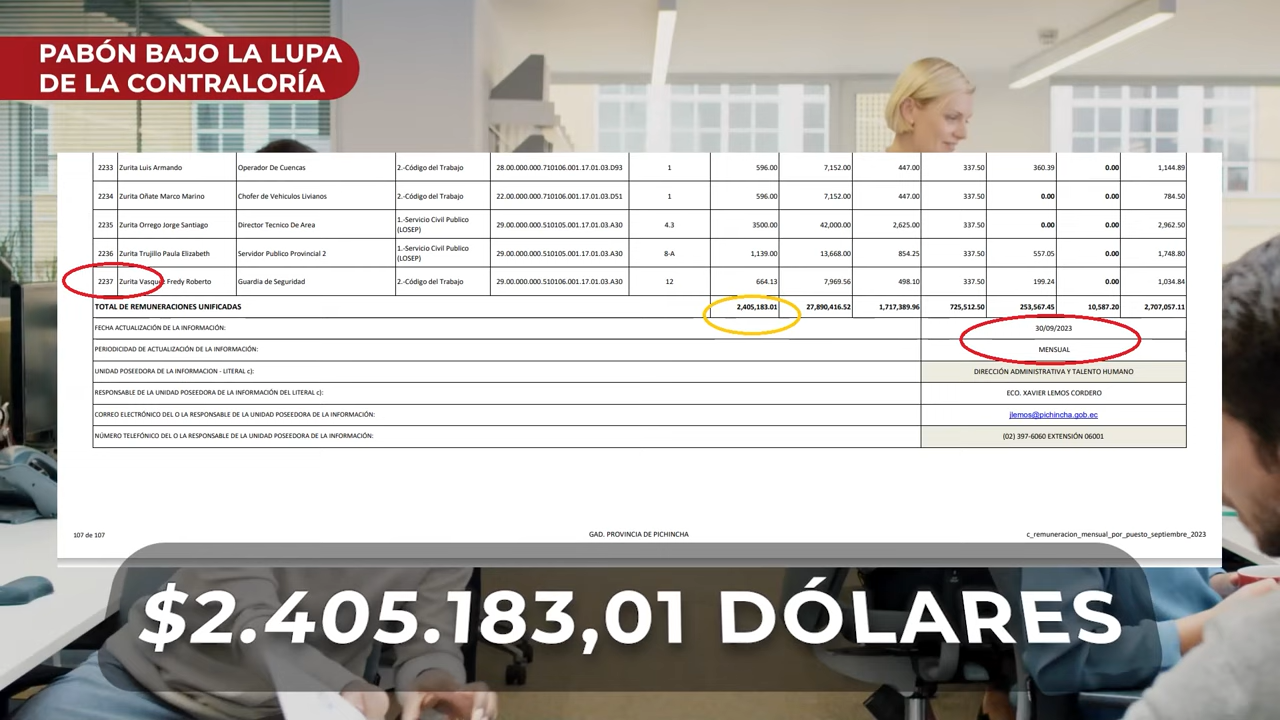 PABÓN BAJO LA LUPA
DE LA CONTRALORÍA
2233 Zurita Luis Armando Operador De Cuencas 2.-Código del Trabajo 28.00.000.000.710106.001.17.01.03.D93 1 596.00 7,152.00 447.00 337.50 360.39 0.00 1,144.89
2234 Zurita Oñate Marco Marino Chofer de Vehiculos Livianos 2.-Código del Trabajo 22.00.000.000.710106.001.17.01.03.D51 1 596.00 7,152.00 447.00 337.50 0.00 0.00 784.50
2235 Zurita Orrego Jorge Santiago Director Tecnico De Area 1.-Servicio Civil Publico (LOSEP) 29.00.000.000.510105.001.17.01.03.A30 4.3 3500.00 42,000.00 2,625.00 337.50 0.00 0.00 2,962.50
2236 Zurita Trujillo Paula Elizabeth Servidor Publico Provincial 2 1.-Servicio Civil Publico (LOSEP) 29.00.000.000.510105.001.17.01.03.A30 8-A 1,139.00 13,668.00 854.25 337.50 557.05 0.00 1,748.80
2237 Zurita Vasquez Fredy Roberto Guardia de Seguridad 2.-Código del Trabajo 29.00.000.000.710106.001.17.01.03.A30 12 664.13 7,969.56 498.10 337.50 199.24 0.00 1,034.84
TOTAL DE REMUNERACIONES UNIFICADAS 2,405,183.01 27,890,416.52 1,717,389.96 725,512.50 253,567.45 10,587.20 2,707,057.11
FECHA ACTUALIZACIÓN DE LA INFORMACIÓN: 30/09/2023
PERIODICIDAD DE ACTUALIZACIÓN DE LA INFORMACIÓN: MENSUAL
UNIDAD POSEEDORA DE LA INFORMACION - LITERAL c): DIRECCIÓN ADMINISTRATIVA Y TALENTO HUMANO
RESPONSABLE DE LA UNIDAD POSEEDORA DE LA INFORMACIÓN DEL LITERAL c): ECO. XAVIER LEMOS CORDERO
CORREO ELECTRÓNICO DEL O LA RESPONSABLE DE LA UNIDAD POSEEDORA DE LA INFORMACIÓN: jlemos@pichincha.gob.ec
NÚMERO TELEFÓNICO DEL O LA RESPONSABLE DE LA UNIDAD POSEEDORA DE LA INFORMACIÓN: (02) 397-6060 EXTENSIÓN 06001
107 de 107 GAD. PROVINCIA DE PICHINCHA c_remuneracion_mensual_por_puesto_septiembre_2023
$2.405.183,01 DÓLARES